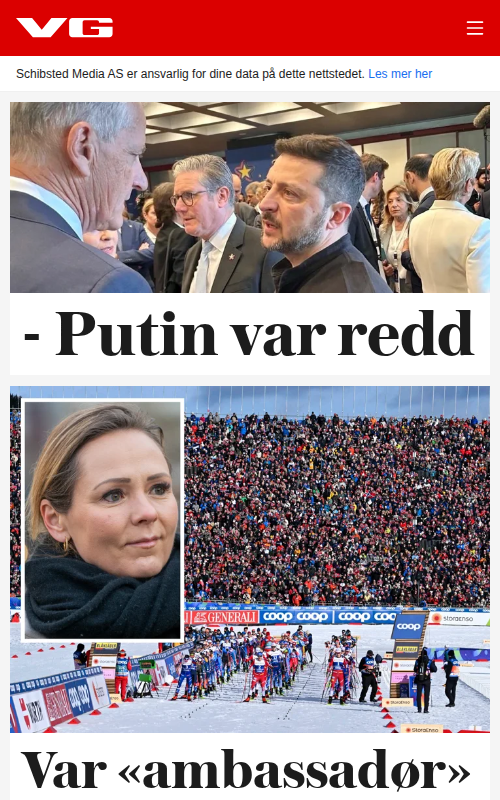 VG
Schibsted Media AS er ansvarlig for dine data på dette nettstedet. Les mer her
- Putin var redd
GENERALI
coop coop coop
coop
storaenso
StoraEnso
Var «ambassadør»